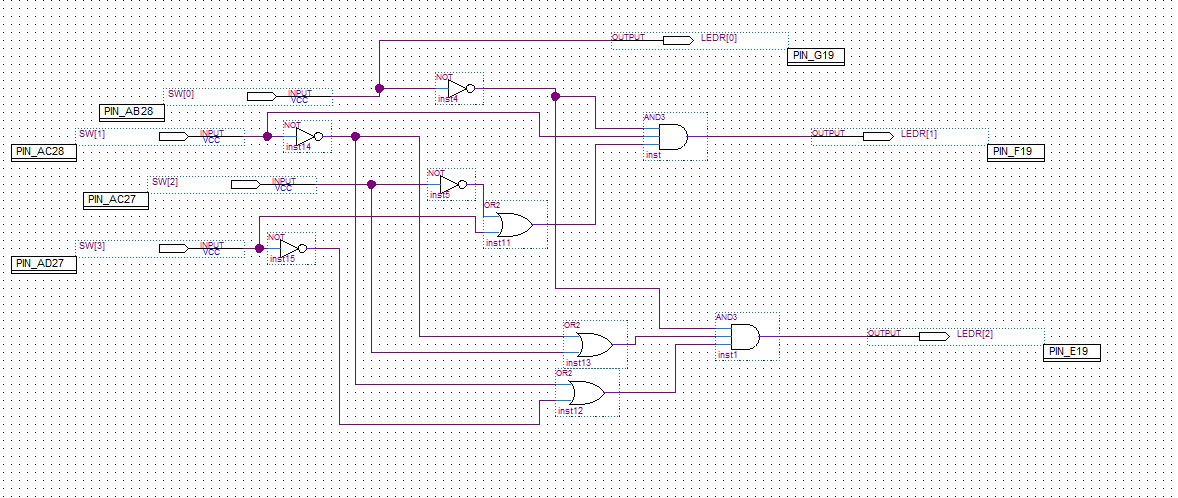 OUTPUT
LEDR[0]
PIN_G19
NOT
inst4
SW[0]
INPUT
VCC
PIN_AB28
AND3
inst
OUTPUT
LEDR[1]
PIN_F19
SW[1]
INPUT
VCC
PIN_AC28
NOT
inst14
SW[2]
INPUT
VCC
PIN_AC27
NOT
inst5
OR2
inst11
SW[3]
INPUT
VCC
PIN_AD27
NOT
inst15
AND3
inst1
OUTPUT
LEDR[2]
PIN_E19
OR2
inst13
OR2
inst12